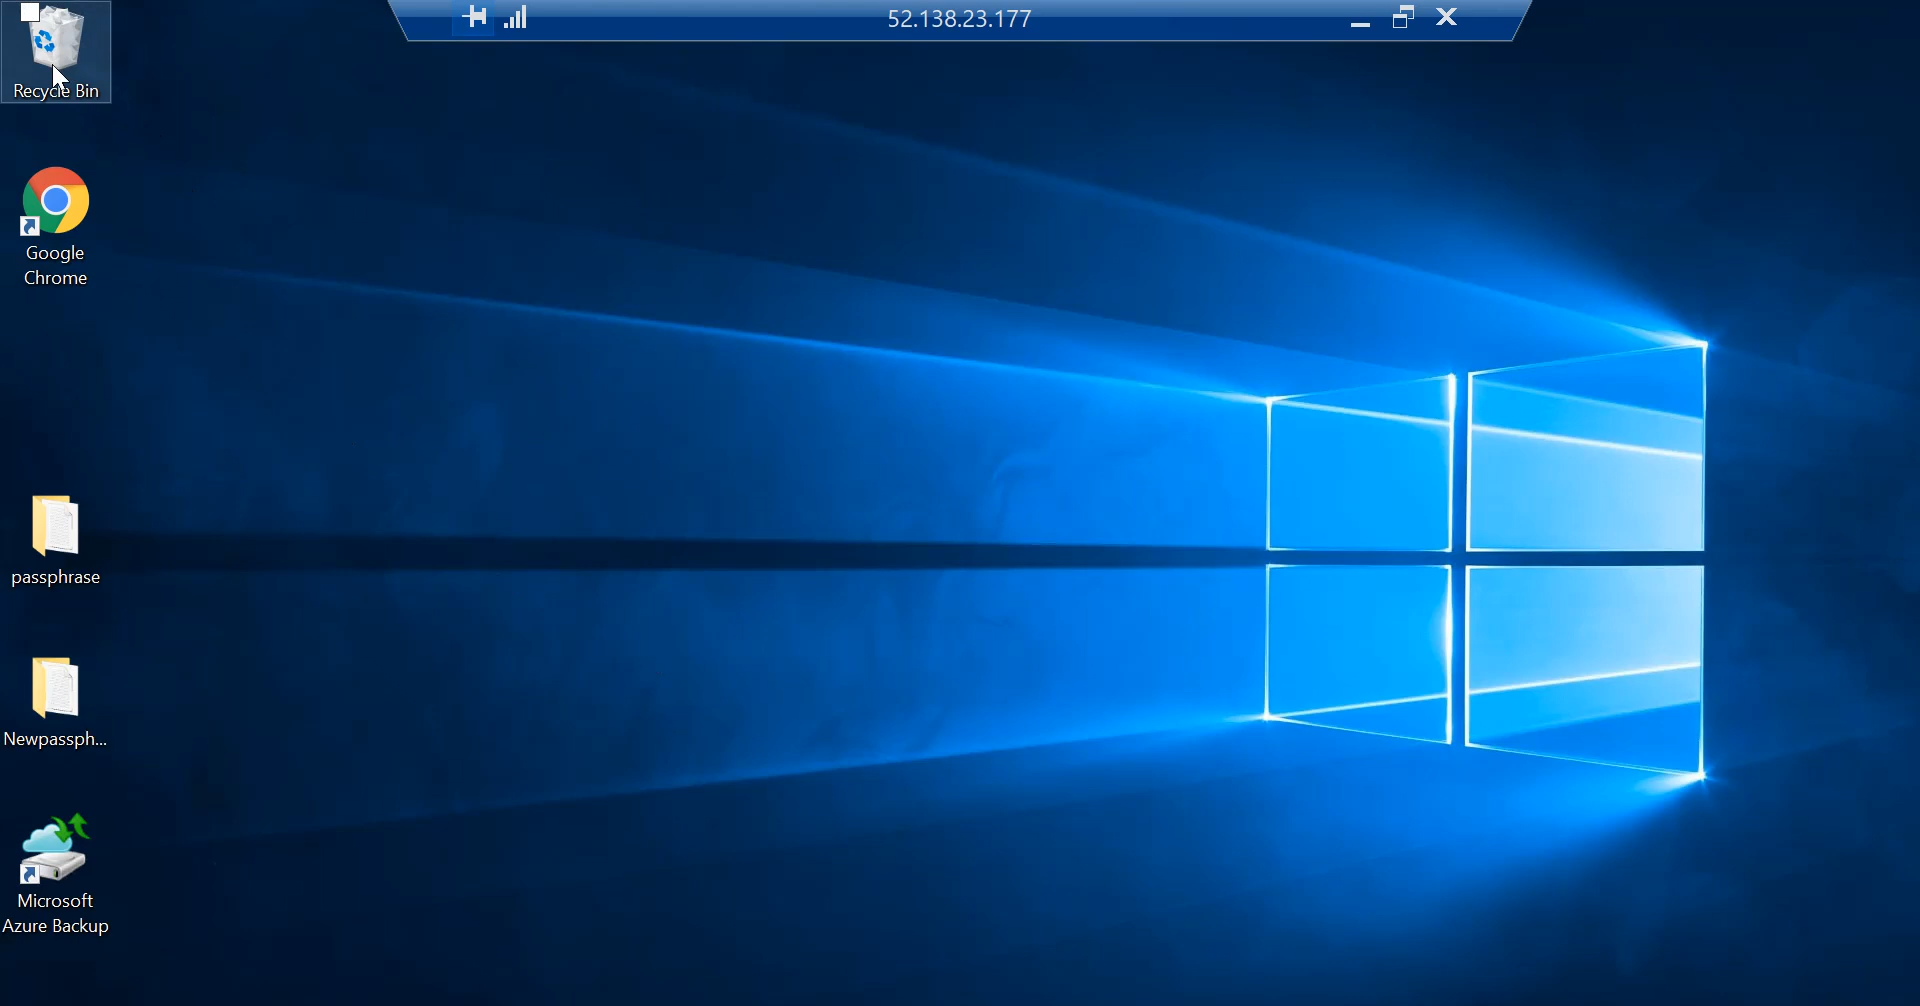 52.138.23.177
Recycle Bin
Google
Chrome
passphrase
Newpassph...
Microsoft
Azure Backup